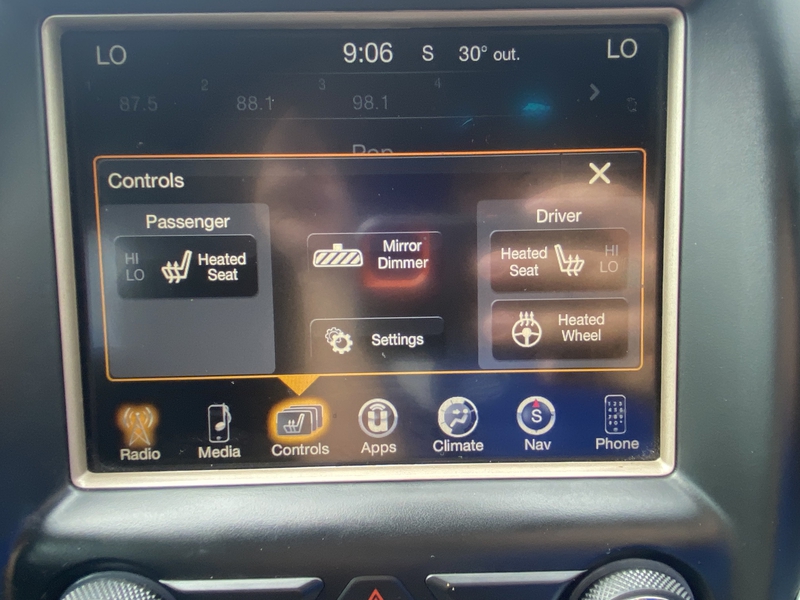 LO 9:06 S 30° out. LO
1 2 3 4
87.5 88.1 98.1
Pop
Controls
Passenger
HI
LO
Heated
Seat
Mirror
Dimmer
Settings
Driver
Heated
Seat
HI
LO
Heated
Wheel
Radio Media Controls Apps Climate S Nav Phone